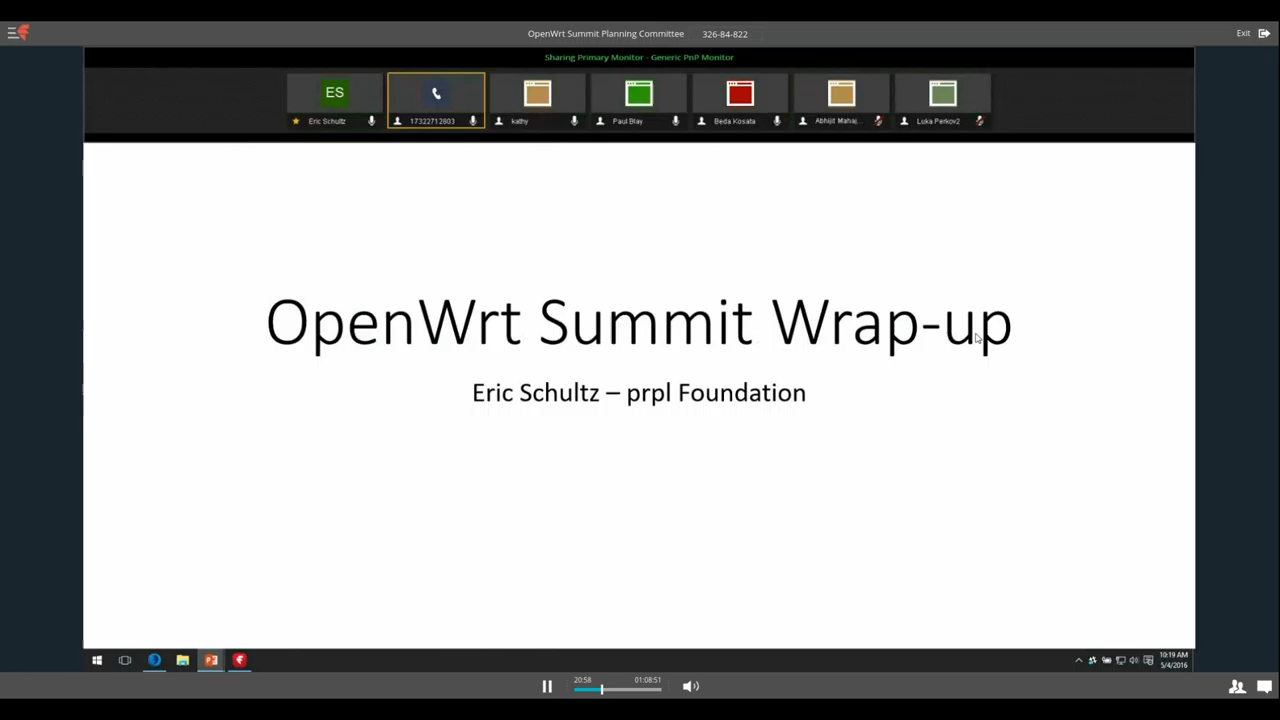 OpenWrt Summit Planning Committee 326-84-822
Exit
Sharing Primary Monitor - Generic PnP Monitor
ES
Eric Schultz
17322712803
kathy
Paul Blay
Beda Kosata
Abhijit Mahaj...
Luka Perkov2
OpenWrt Summit Wrap-up
Eric Schultz – prpl Foundation
10:19 AM
5/4/2016
20:58
01:08:51